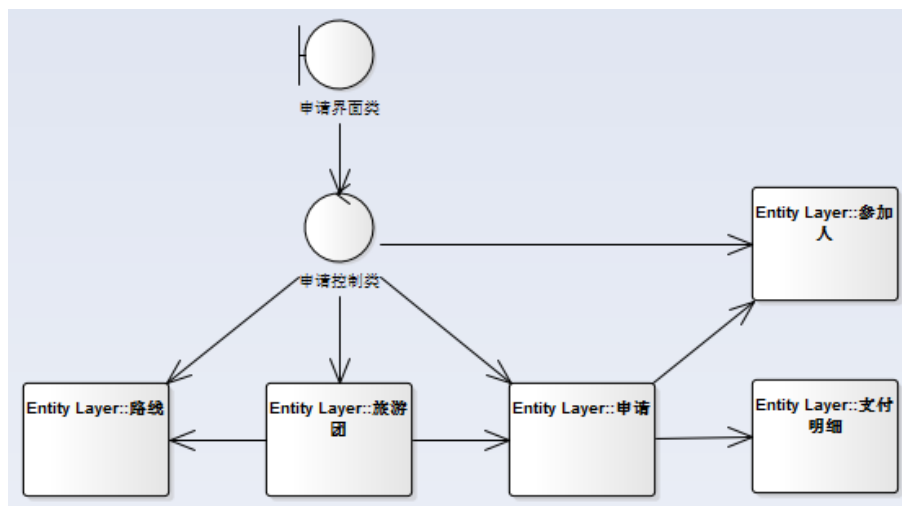 申请界面类
申请控制类
Entity Layer::参加
人
Entity Layer::路线
Entity Layer::旅游
团
Entity Layer::申请
Entity Layer::支付
明细